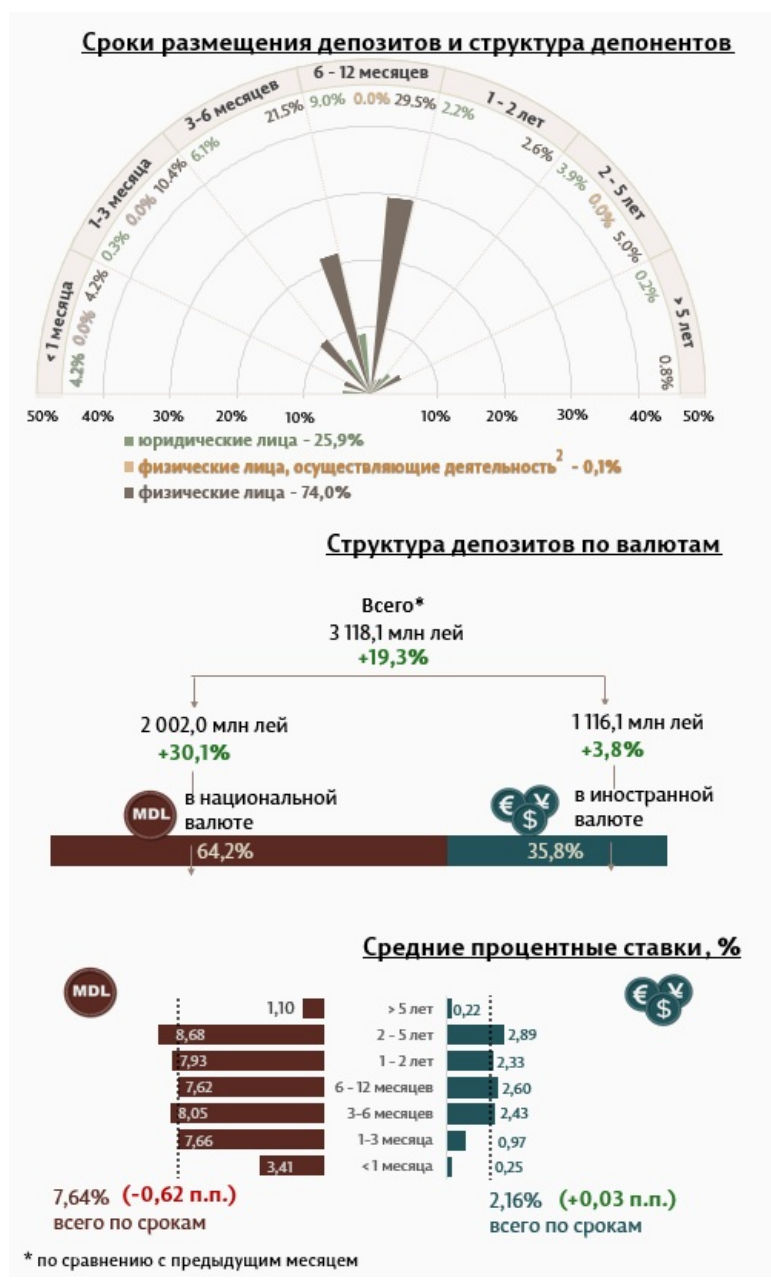 Сроки размещения депозитов и структура депонентов
6 - 12 месяцев
3-6 месяцев
1 - 2 лет
1-3 месяца
2 - 5 лет
< 1 месяца
> 5 лет
4.2% 0.0% 4.2% 0.3% 0.0% 10.4% 6.1% 21.5% 9.0% 0.0% 29.5% 2.2% 2.6% 3.9% 0.0% 5.0% 0.2% 0.8%
50% 40% 30% 20% 10% 10% 20% 30% 40% 50%
юридические лица - 25,9%
физические лица, осуществляющие деятельность2 - 0,1%
физические лица - 74,0%
Структура депозитов по валютам
Всего*
3 118,1 млн лей
+19,3%
2 002,0 млн лей 1 116,1 млн лей
+30,1% +3,8%
MDL в национальной валюте
€ ¥ $ в иностранной валюте
64,2% 35,8%
Средние процентные ставки, %
MDL € ¥ $
1,10 > 5 лет 0,22
8,68 2 - 5 лет 2,89
7,93 1 - 2 лет 2,33
7,62 6 - 12 месяцев 2,60
8,05 3-6 месяцев 2,43
7,66 1-3 месяца 0,97
3,41 < 1 месяца 0,25
7,64% (-0,62 п.п.) 2,16% (+0,03 п.п.)
всего по срокам всего по срокам
* по сравнению с предыдущим месяцем